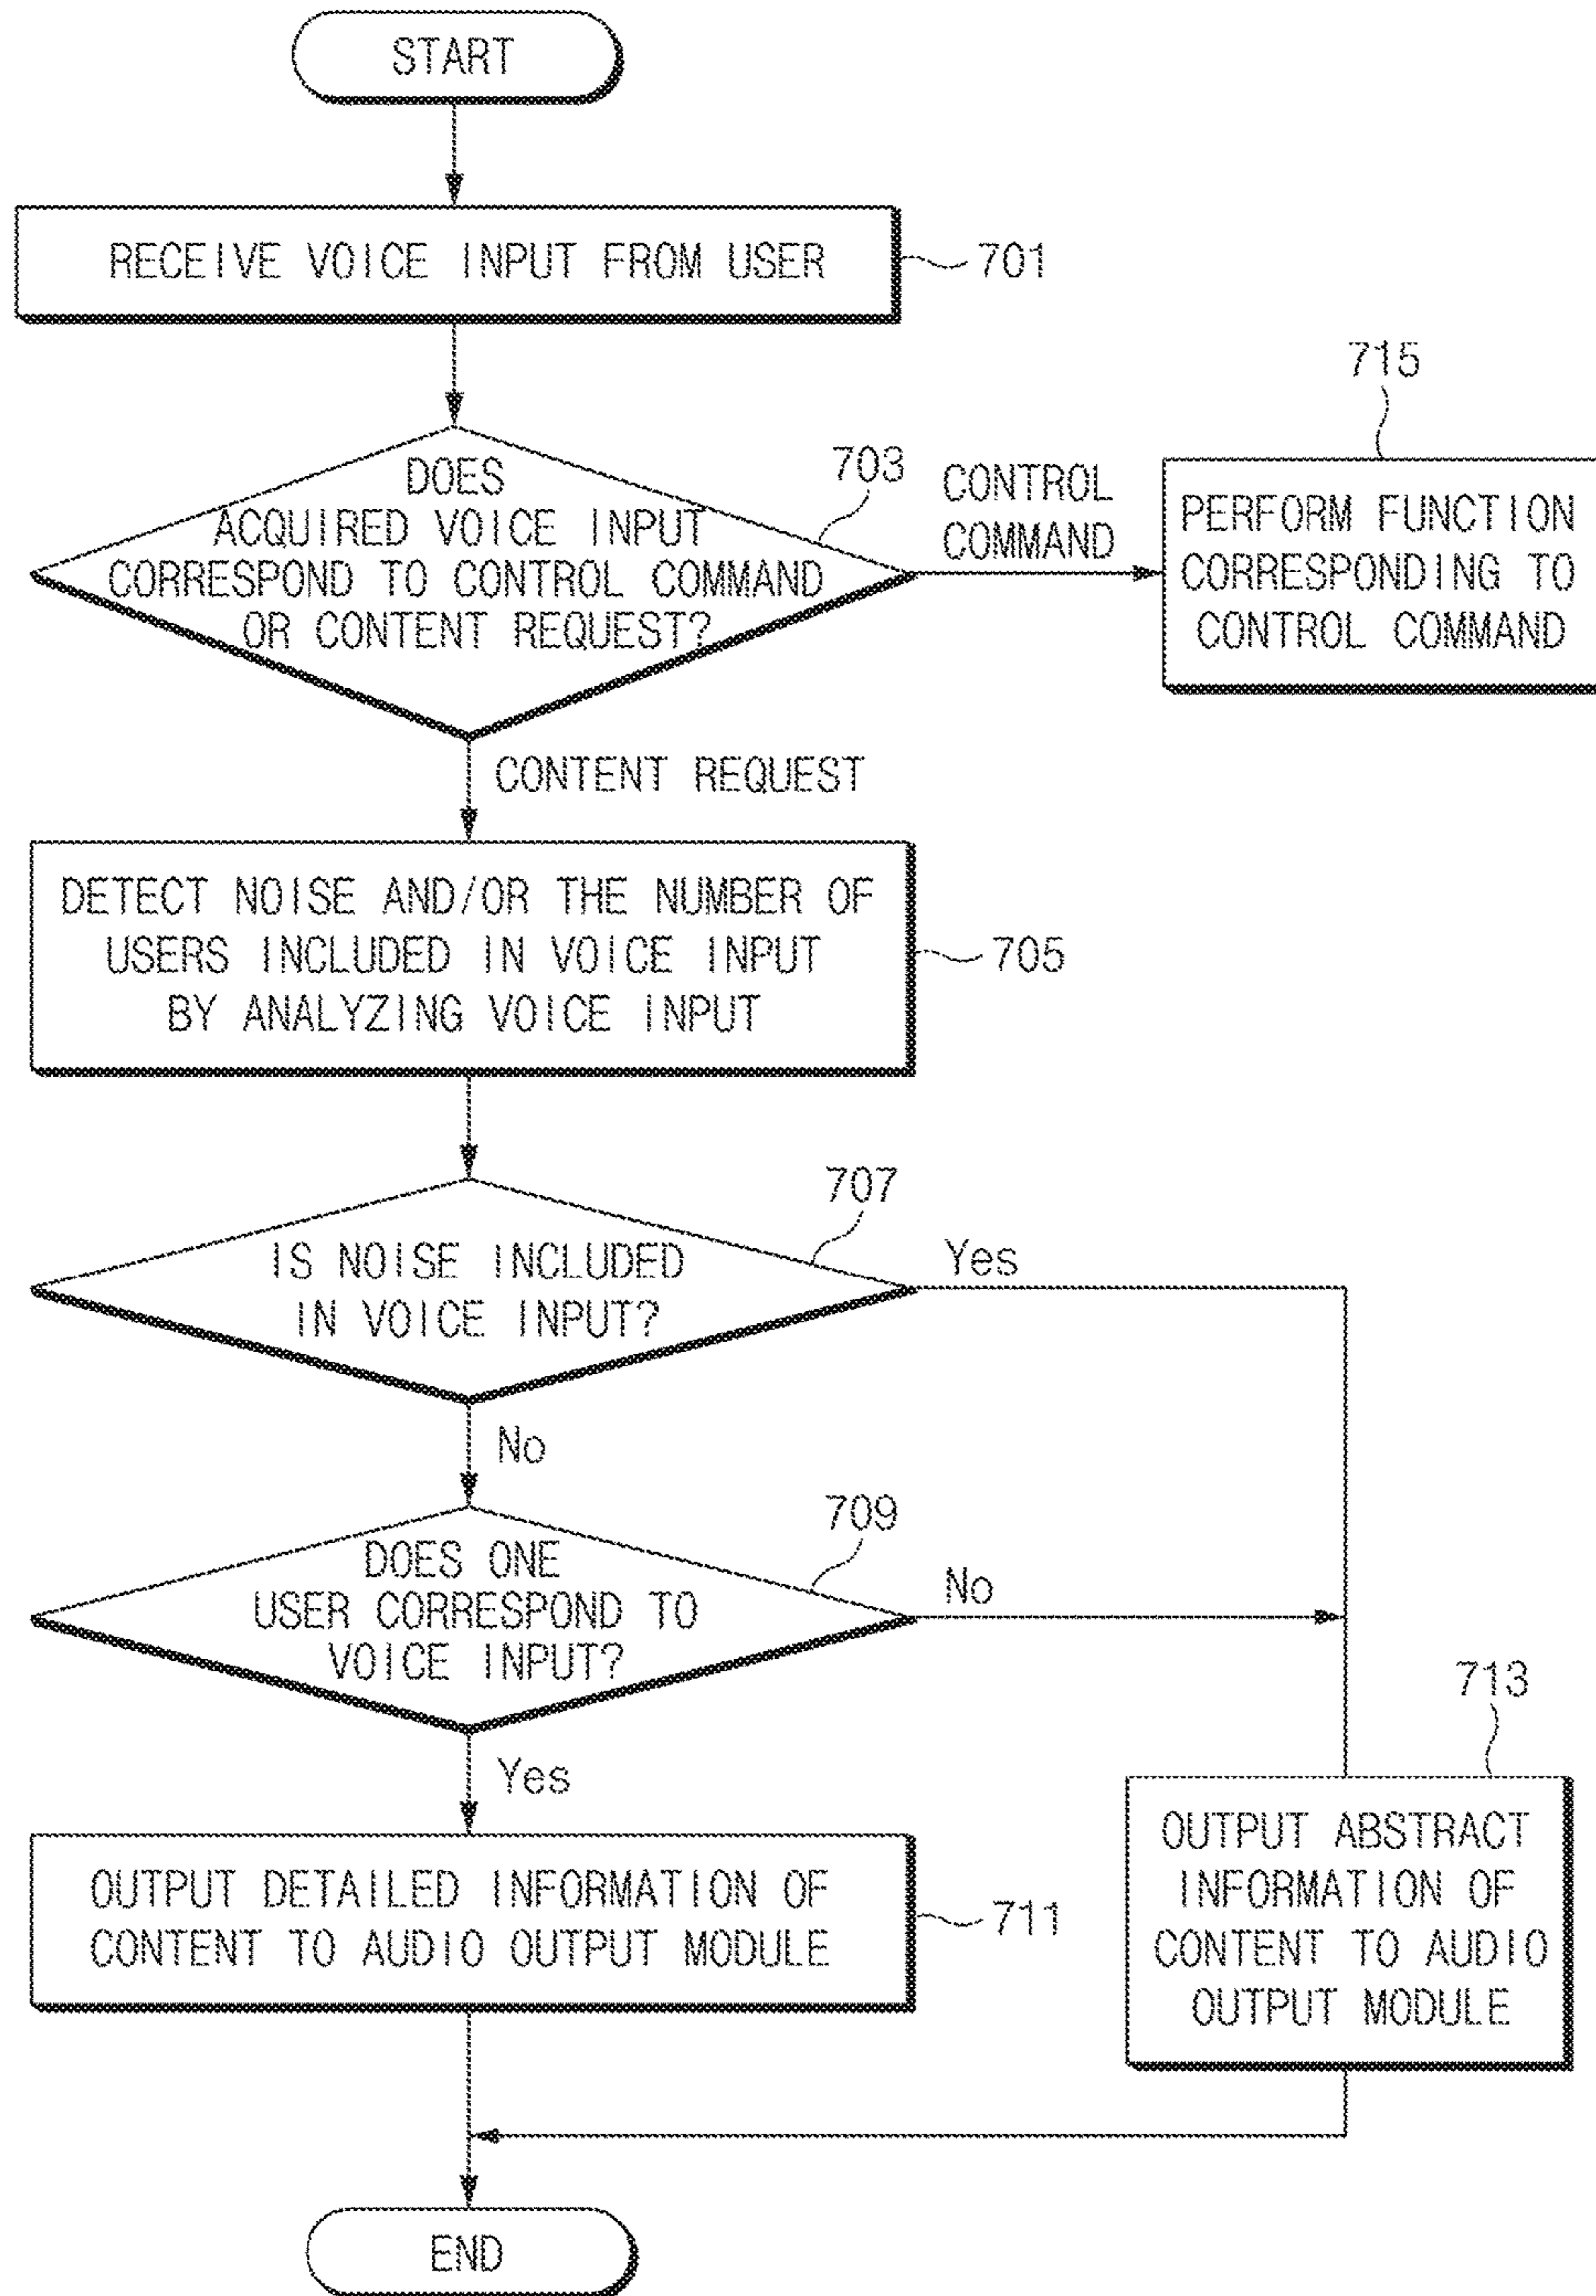 START
RECEIVE VOICE INPUT FROM USER
701
DOES
ACQUIRED VOICE INPUT
CORRESPOND TO CONTROL COMMAND
OR CONTENT REQUEST?
703
CONTROL
COMMAND
715
PERFORM FUNCTION
CORRESPONDING TO
CONTROL COMMAND
CONTENT REQUEST
DETECT NOISE AND/OR THE NUMBER OF
USERS INCLUDED IN VOICE INPUT
BY ANALYZING VOICE INPUT
705
IS NOISE INCLUDED
IN VOICE INPUT?
707
Yes
No
DOES ONE
USER CORRESPOND TO
VOICE INPUT?
709
No
Yes
OUTPUT DETAILED INFORMATION OF
CONTENT TO AUDIO OUTPUT MODULE
711
713
OUTPUT ABSTRACT
INFORMATION OF
CONTENT TO AUDIO
OUTPUT MODULE
END